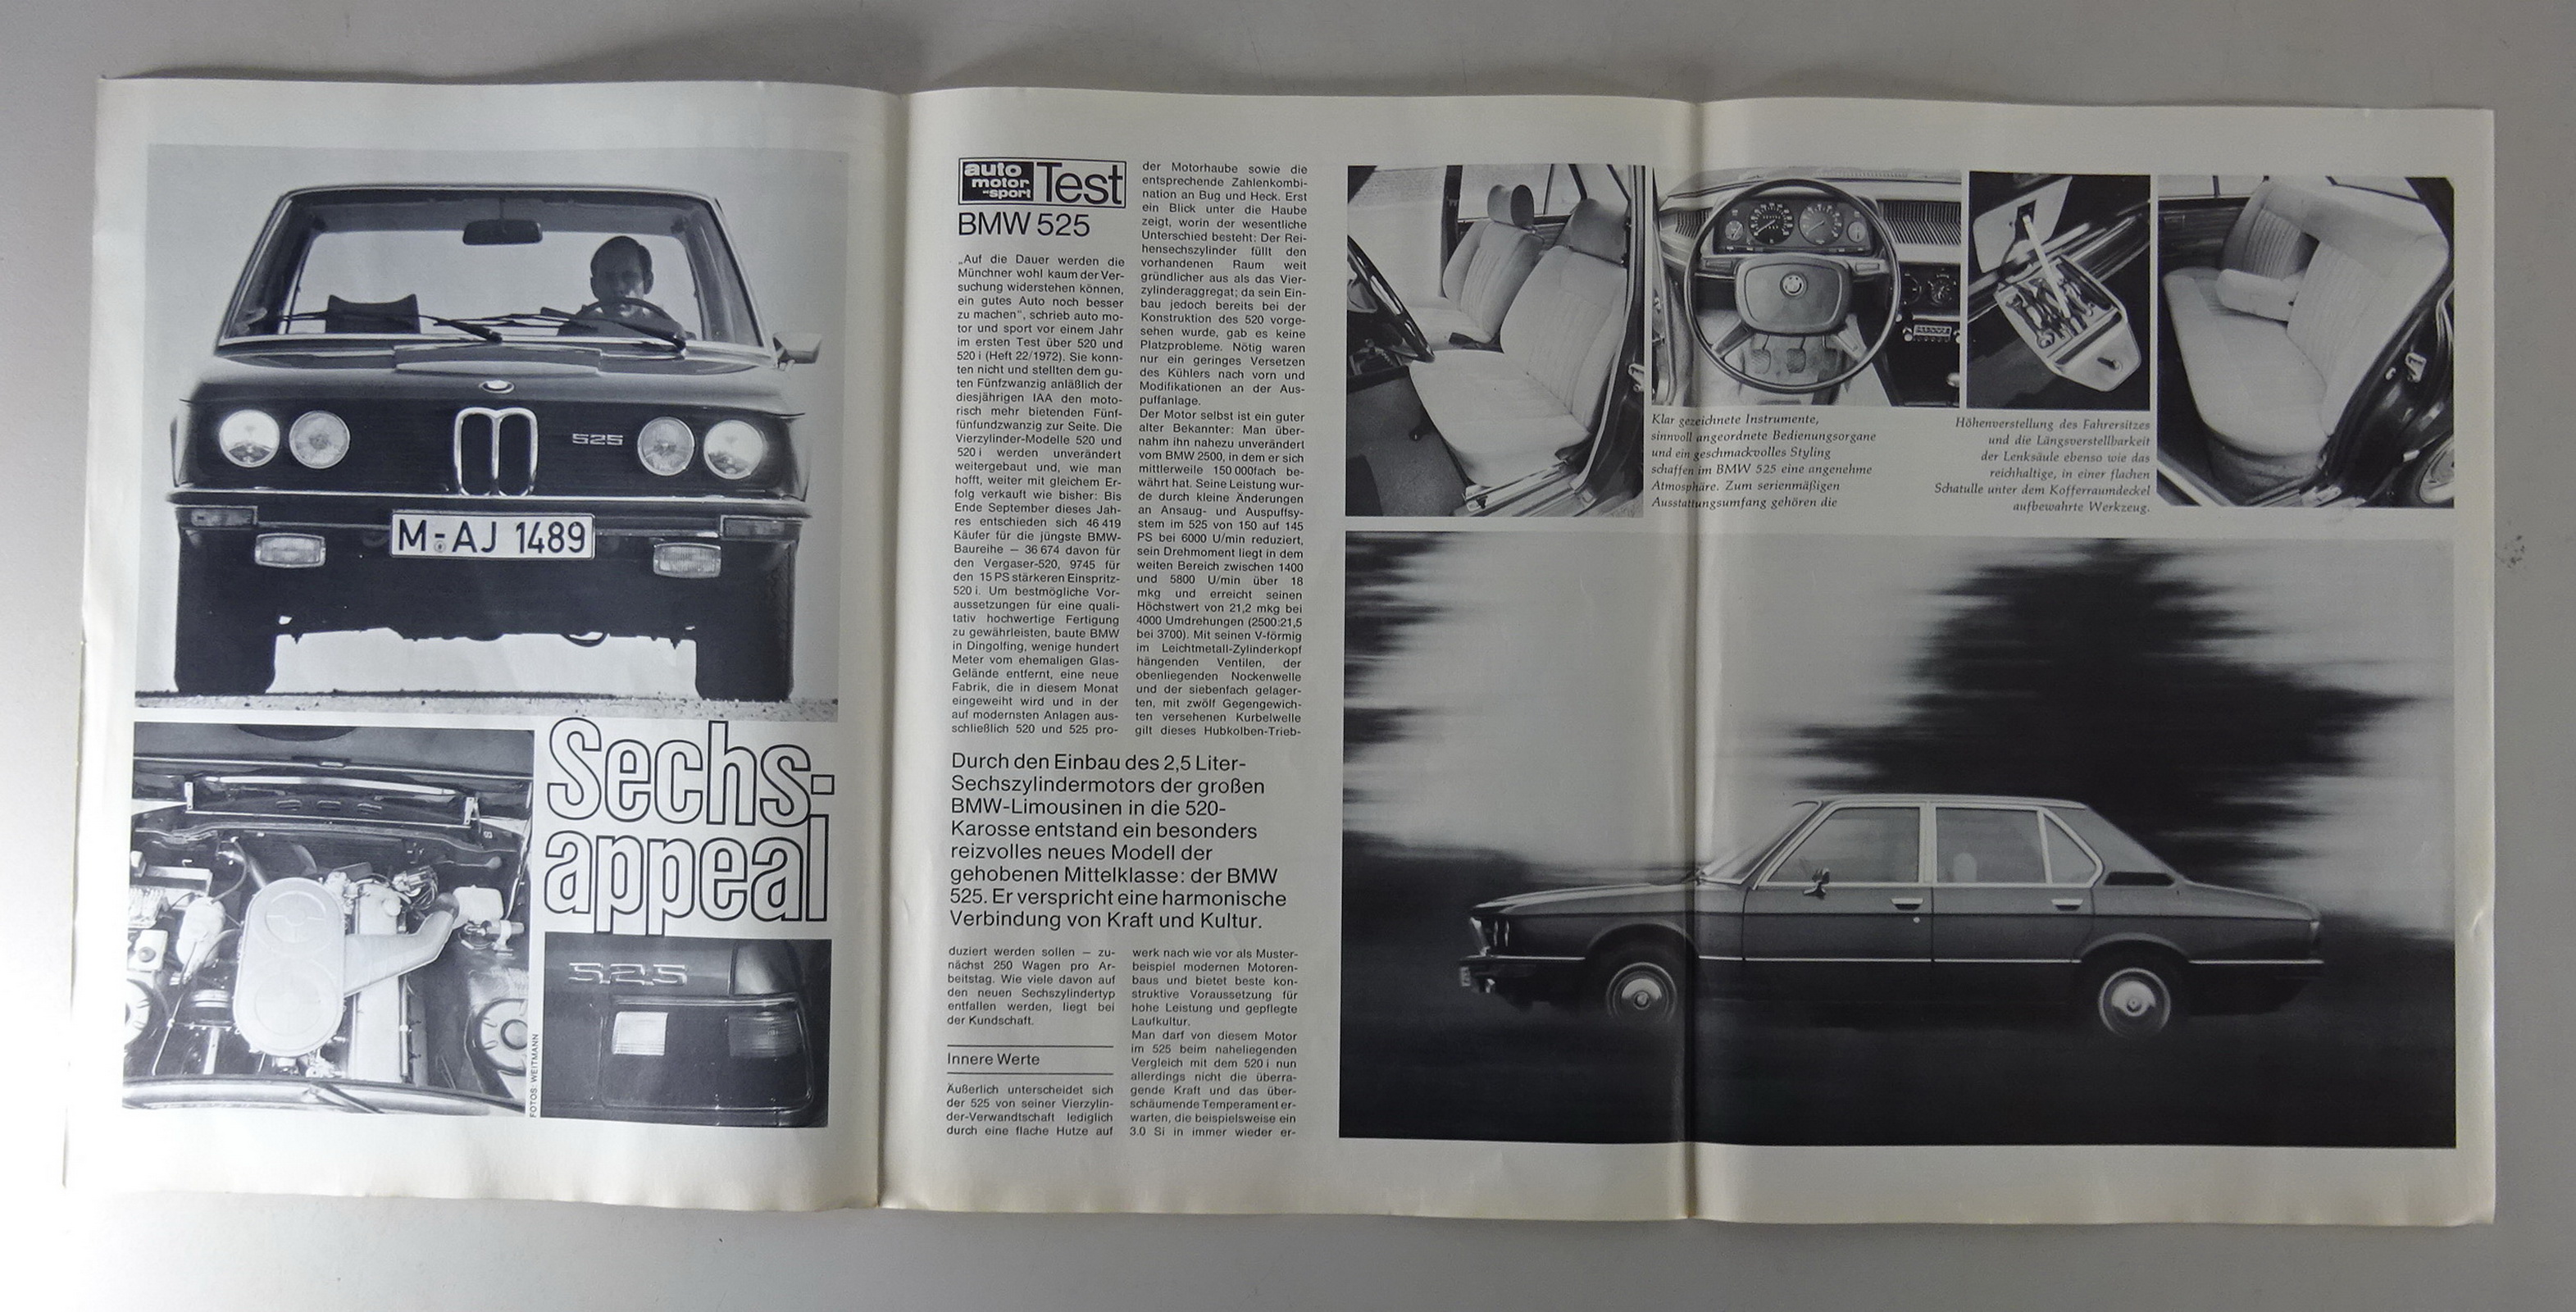 525
M-AJ 1489
Sechs-
appeal
525
FOTOS: WEITMANN
auto
motor
und sport
Test
BMW 525
„Auf die Dauer werden die
Münchner wohl kaum der Ver-
suchung widerstehen können,
ein gutes Auto noch besser
zu machen“, schrieb auto mo-
tor und sport vor einem Jahr
im ersten Test über 520 und
520 i (Heft 22/1972). Sie konn-
ten nicht und stellten dem gu-
ten Fünfzwanzig anläßlich der
diesjährigen IAA den moto-
risch mehr bietenden Fünf-
fünfundzwanzig zur Seite. Die
Vierzylinder-Modelle 520 und
520 i werden unverändert
weitergebaut und, wie man
hofft, weiter mit gleichem Er-
folg verkauft wie bisher: Bis
Ende September dieses Jah-
res entschieden sich 46 419
Käufer für die jüngste BMW-
Baureihe — 36 674 davon für
den Vergaser-520, 9745 für
den 15 PS stärkeren Einspritz-
520 i. Um bestmögliche Vor-
aussetzungen für eine quali-
tativ hochwertige Fertigung
zu gewährleisten, baute BMW
in Dingolfing, wenige hundert
Meter vom ehemaligen Glas-
Gelände entfernt, eine neue
Fabrik, die in diesem Monat
eingeweiht wird und in der
auf modernsten Anlagen aus-
schließlich 520 und 525 pro-
der Motorhaube sowie die
entsprechende Zahlenkombi-
nation an Bug und Heck. Erst
ein Blick unter die Haube
zeigt, worin der wesentliche
Unterschied besteht: Der Rei-
hensechszylinder füllt den
vorhandenen Raum weit
gründlicher aus als das Vier-
zylinderaggregat; da sein Ein-
bau jedoch bereits bei der
Konstruktion des 520 vorge-
sehen wurde, gab es keine
Platzprobleme. Nötig waren
nur ein geringes Versetzen
des Kühlers nach vorn und
Modifikationen an der Aus-
puffanlage.
Der Motor selbst ist ein guter
alter Bekannter: Man über-
nahm ihn nahezu unverändert
vom BMW 2500, in dem er sich
mittlerweile 150 000fach be-
währt hat. Seine Leistung wur-
de durch kleine Änderungen
an Ansaug- und Auspuffsy-
stem im 525 von 150 auf 145
PS bei 6000 U/min reduziert,
sein Drehmoment liegt in dem
weiten Bereich zwischen 1400
und 5800 U/min über 18
mkg und erreicht seinen
Höchstwert von 21,2 mkg bei
4000 Umdrehungen (2500:21,5
bei 3700). Mit seinen V-förmig
im Leichtmetall-Zylinderkopf
hängenden Ventilen, der
obenliegenden Nockenwelle
und der siebenfach gelager-
ten, mit zwölf Gegengewich-
ten versehenen Kurbelwelle
gilt dieses Hubkolben-Trieb-
Durch den Einbau des 2,5 Liter-
Sechszylindermotors der großen
BMW-Limousinen in die 520-
Karosse entstand ein besonders
reizvolles neues Modell der
gehobenen Mittelklasse: der BMW
525. Er verspricht eine harmonische
Verbindung von Kraft und Kultur.
duziert werden sollen — zu-
nächst 250 Wagen pro Ar-
beitstag. Wie viele davon auf
den neuen Sechszylindertyp
entfallen werden, liegt bei
der Kundschaft.
Innere Werte
Äußerlich unterscheidet sich
der 525 von seiner Vierzylin-
der-Verwandtschaft lediglich
durch eine flache Hutze auf
werk nach wie vor als Muster-
beispiel modernen Motoren-
baus und bietet beste kon-
struktive Voraussetzung für
hohe Leistung und gepflegte
Laufkultur.
Man darf von diesem Motor
im 525 beim naheliegenden
Vergleich mit dem 520 i nun
allerdings nicht die überra-
gende Kraft und das über-
schäumende Temperament er-
warten, die beispielsweise ein
3.0 Si in immer wieder er-
Klar gezeichnete Instrumente,
sinnvoll angeordnete Bedienungsorgane
und ein geschmackvolles Styling
schaffen im BMW 525 eine angenehme
Atmosphäre. Zum serienmäßigen
Ausstattungsumfang gehören die
Höhenverstellung des Fahrersitzes
und die Längsverstellbarkeit
der Lenksäule ebenso wie das
reichhaltige, in einer flachen
Schatulle unter dem Kofferraumdeckel
aufbewahrte Werkzeug.